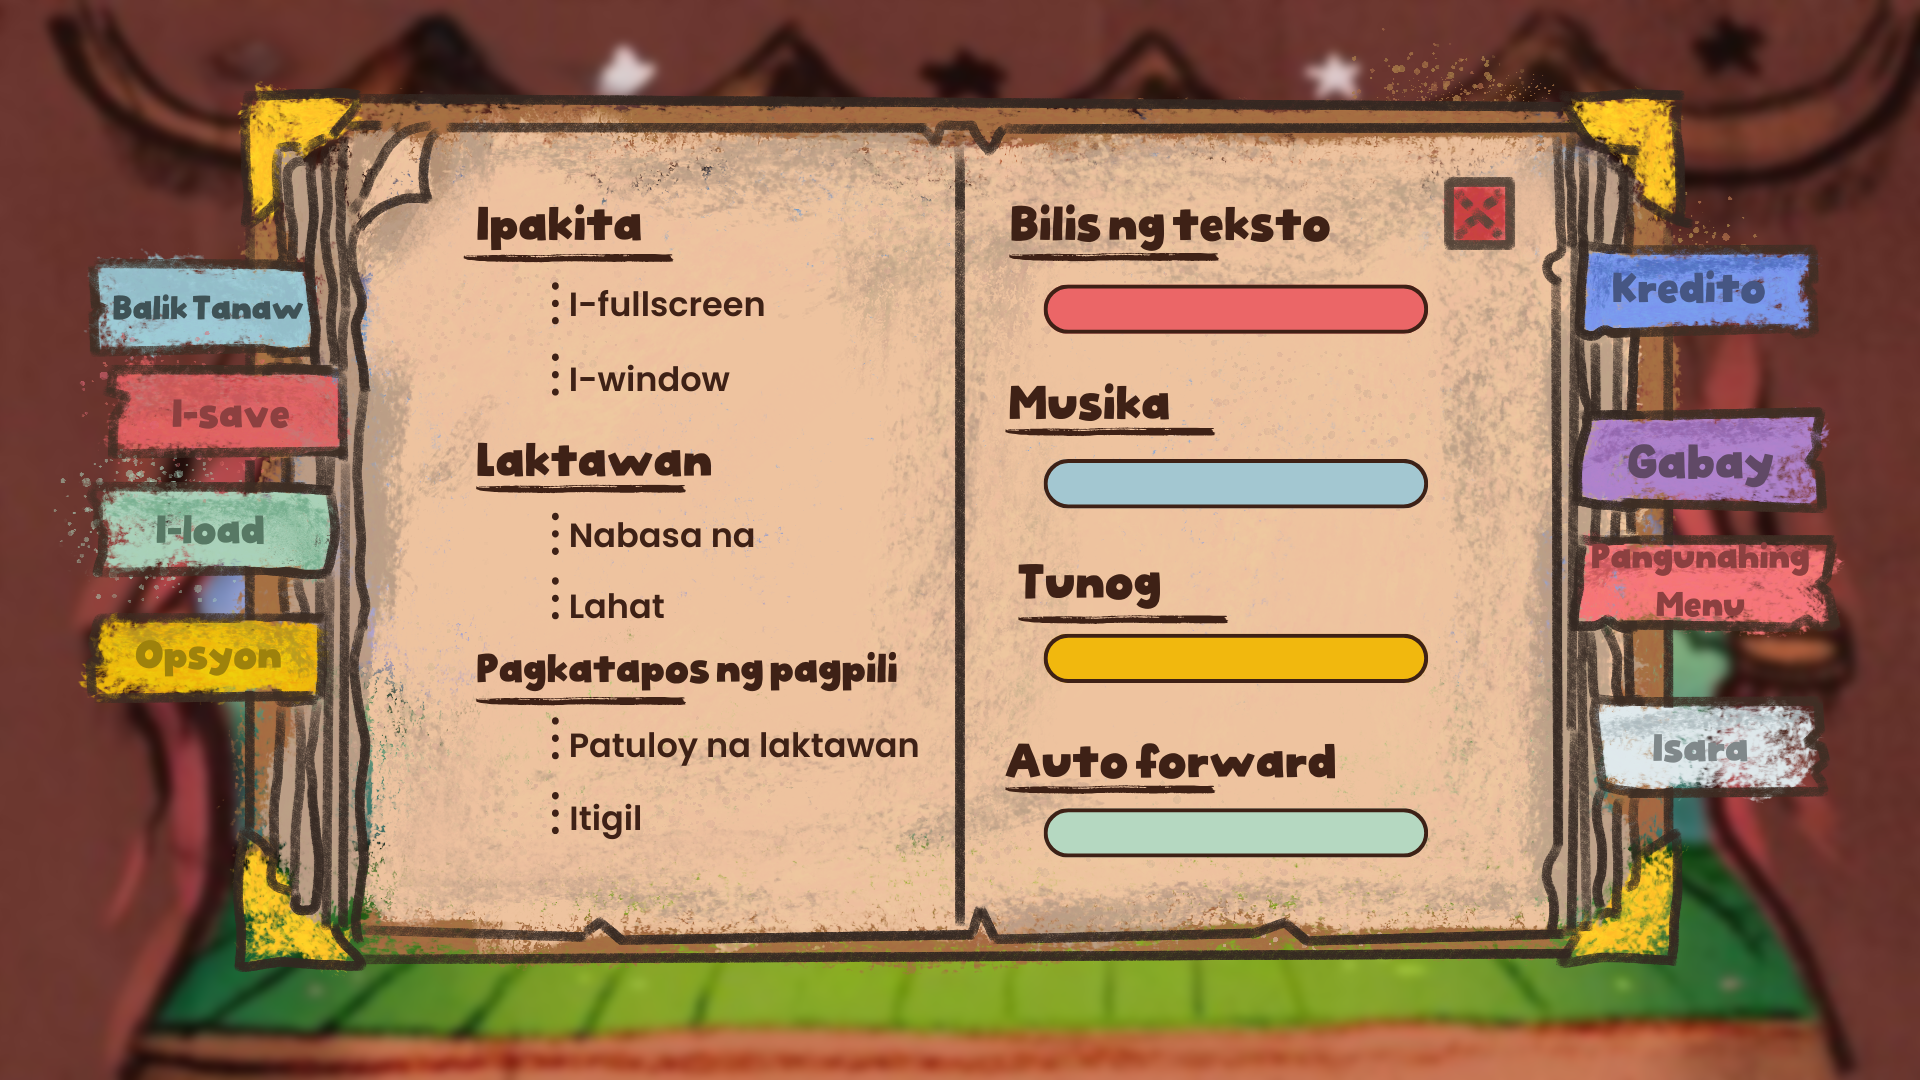 Balik Tanaw
I-save
I-load
Opsyon
Ipakita
I-fullscreen
I-window
Laktawan
Nabasa na
Lahat
Pagkatapos ng pagpili
Patuloy na laktawan
Itigil
Bilis ng teksto
Musika
Tunog
Auto forward
Kredito
Gabay
Pangunahing
Menu
Isara